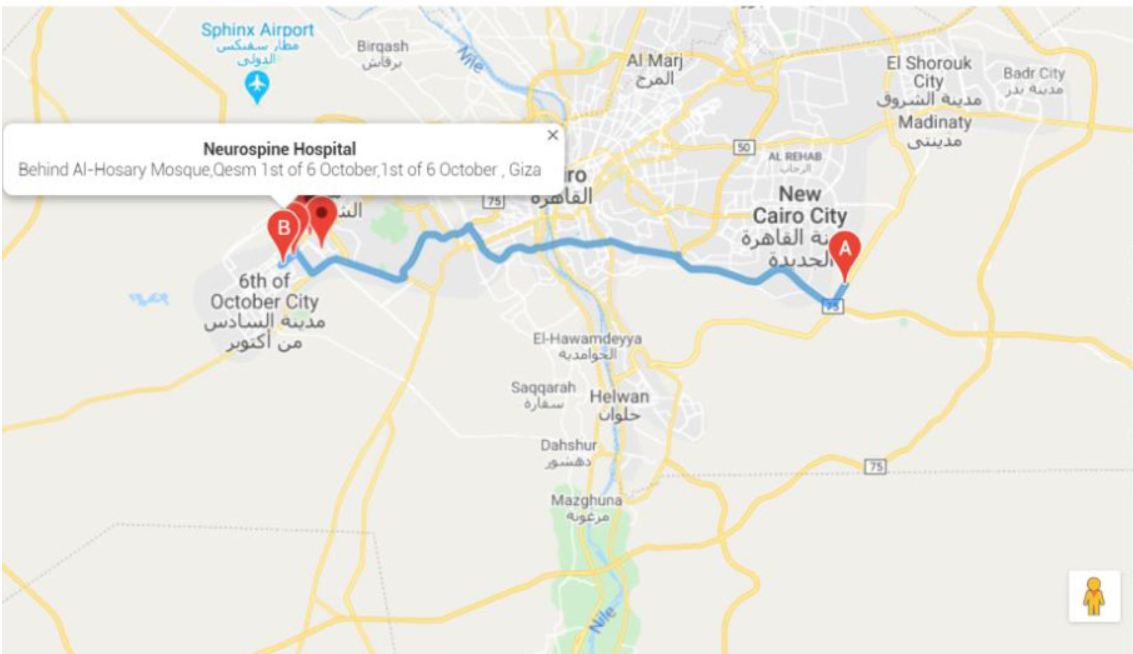 Sphinx Airport
مطار سفنكس
الدولي
Birqash
برقاش
Nile
Al Marj
المرج
El Shorouk
City
مدينة الشروق
Badr City
مدينة بدر
Madinaty
مدينتي
×
Neurospine Hospital
Behind Al-Hosary Mosque,Qesm 1st of 6 October,1st of 6 October , Giza
50
AL REHAB
الرحاب
iro
القاهرة
75
New
Cairo City
نة القاهرة
الجديدة
A
B
75
6th of
October City
مدينة السادس
من أكتوبر
El-Hawamdeyya
الحوامدية
Saqqarah
سقارة
Helwan
حلوان
Dahshur
دهشور
75
Mazghuna
مزغونة
Nile